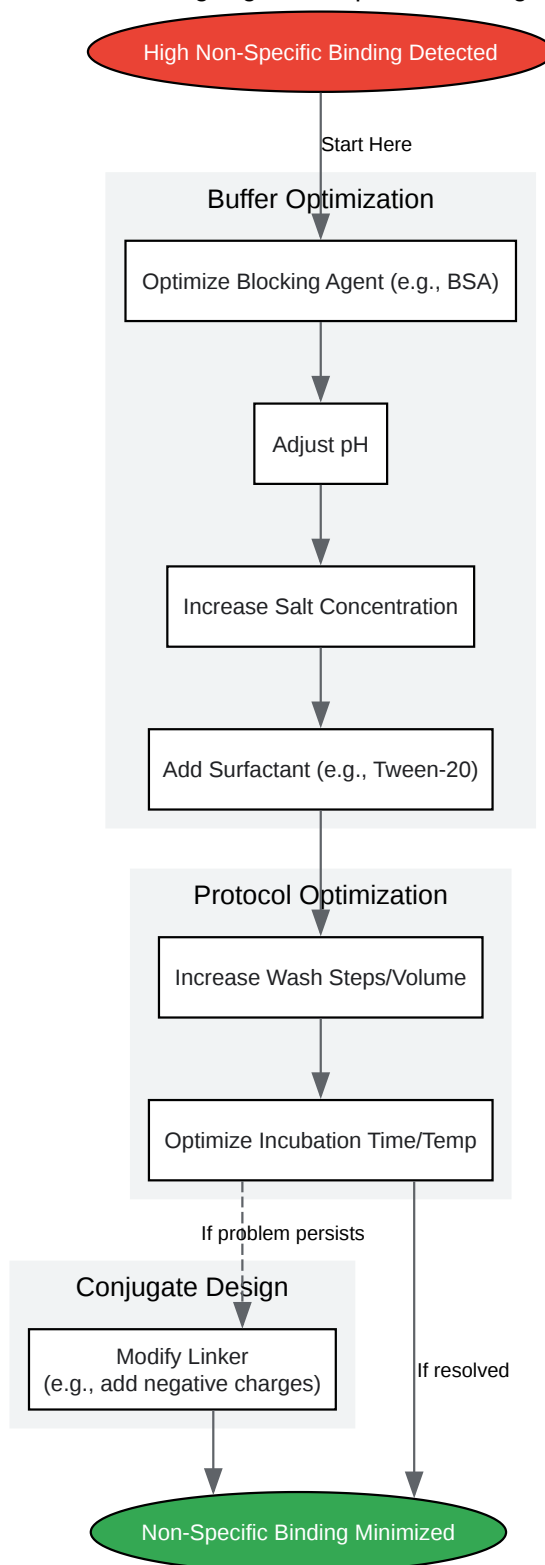 High Non-Specific Binding Detected
Start Here
Buffer Optimization
Optimize Blocking Agent (e.g., BSA)
Adjust pH
Increase Salt Concentration
Add Surfactant (e.g., Tween-20)
Protocol Optimization
Increase Wash Steps/Volume
Optimize Incubation Time/Temp
If problem persists
Conjugate Design
Modify Linker
(e.g., add negative charges)
If resolved
Non-Specific Binding Minimized